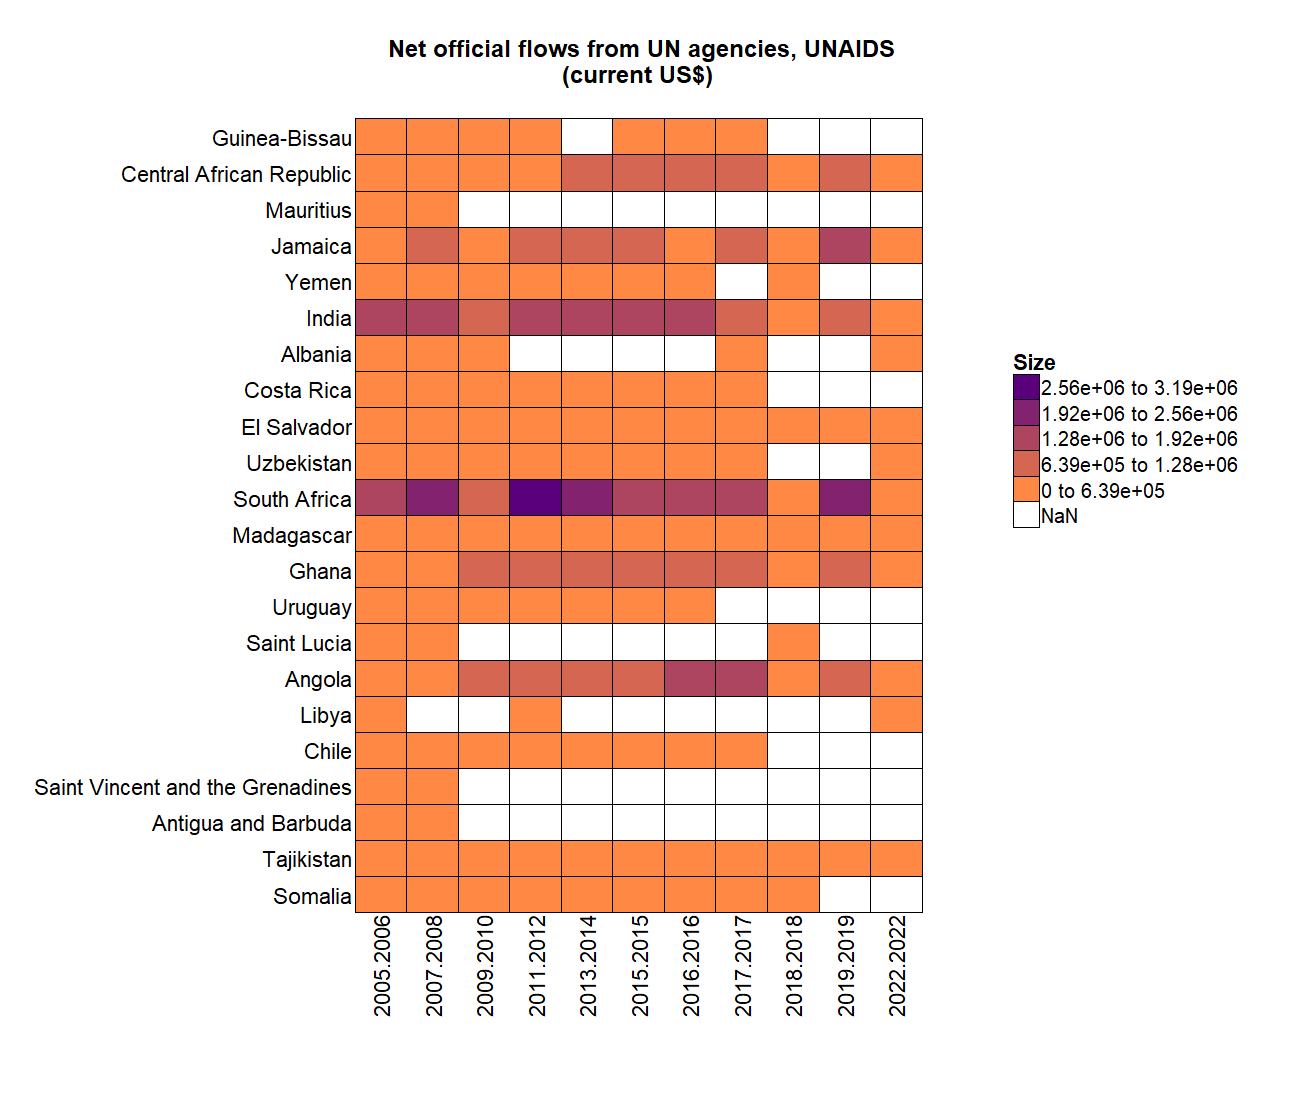 Net official flows from UN agencies, UNAIDS
(current US$)
Guinea-Bissau
Central African Republic
Mauritius
Jamaica
Yemen
India
Albania
Costa Rica
El Salvador
Uzbekistan
South Africa
Madagascar
Ghana
Uruguay
Saint Lucia
Angola
Libya
Chile
Saint Vincent and the Grenadines
Antigua and Barbuda
Tajikistan
Somalia
2005.2006
2007.2008
2009.2010
2011.2012
2013.2014
2015.2015
2016.2016
2017.2017
2018.2018
2019.2019
2022.2022
Size
2.56e+06 to 3.19e+06
1.92e+06 to 2.56e+06
1.28e+06 to 1.92e+06
6.39e+05 to 1.28e+06
0 to 6.39e+05
NaN